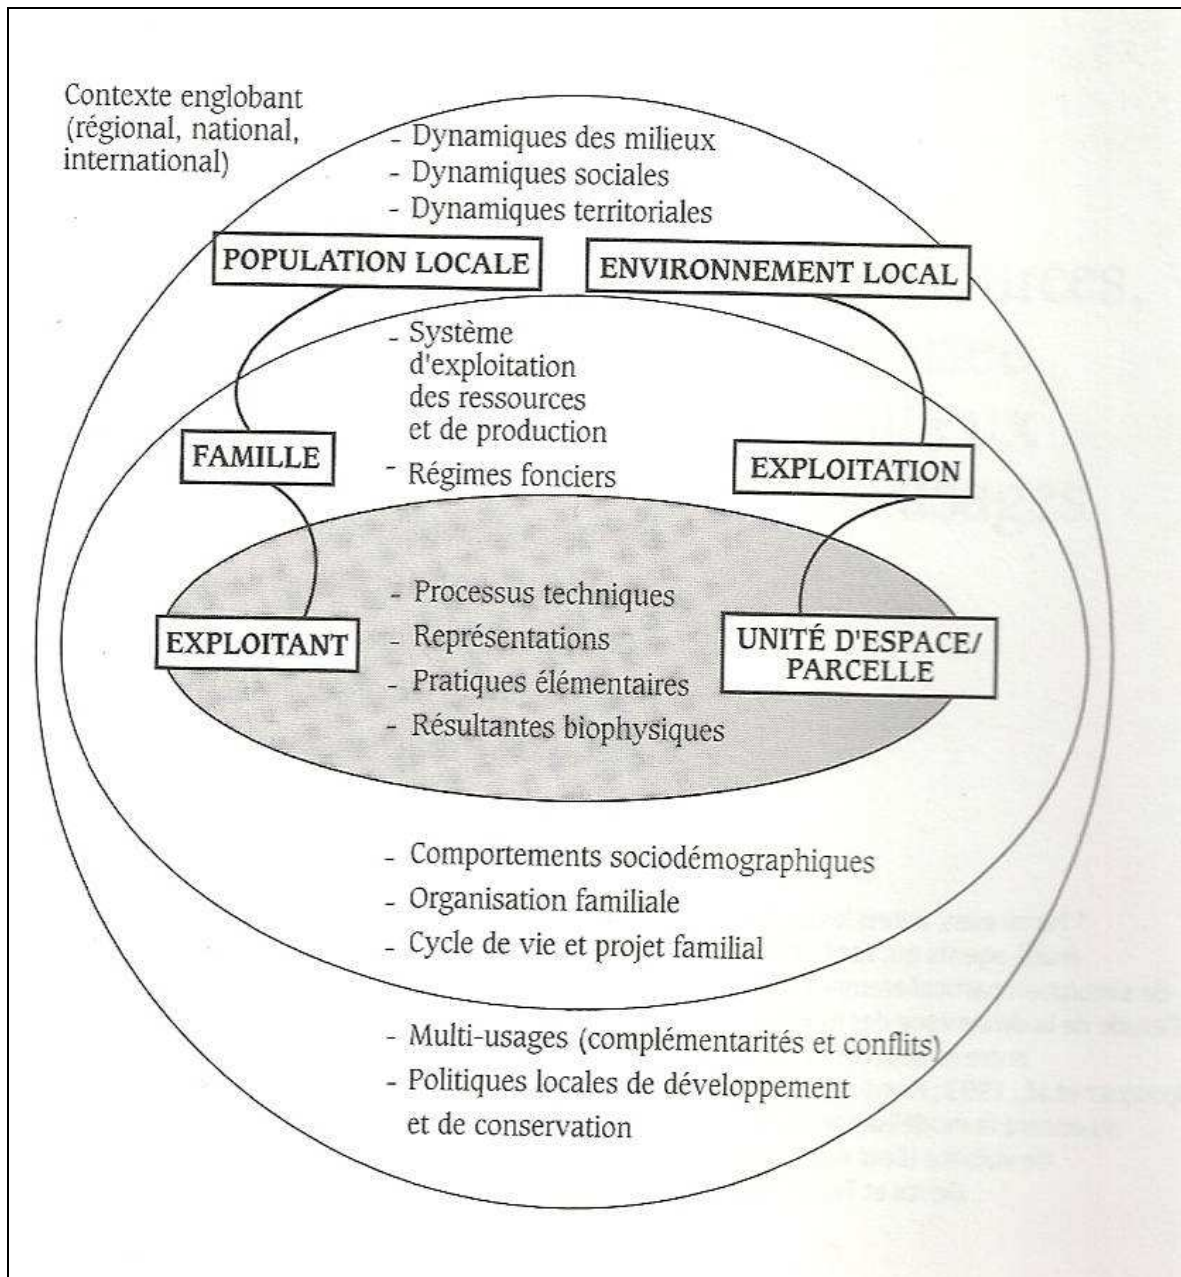 Contexte englobant
(régional, national,
international)
- Dynamiques des milieux
- Dynamiques sociales
- Dynamiques territoriales
POPULATION LOCALE
ENVIRONNEMENT LOCAL
- Système
d'exploitation
des ressources
et de production
- Régimes fonciers
FAMILLE
EXPLOITATION
- Processus techniques
- Représentations
- Pratiques élémentaires
- Résultantes biophysiques
EXPLOITANT
UNITÉ D'ESPACE/
PARCELLE
- Comportements sociodémographiques
- Organisation familiale
- Cycle de vie et projet familial
- Multi-usages (complémentarités et conflits)
- Politiques locales de développement
et de conservation